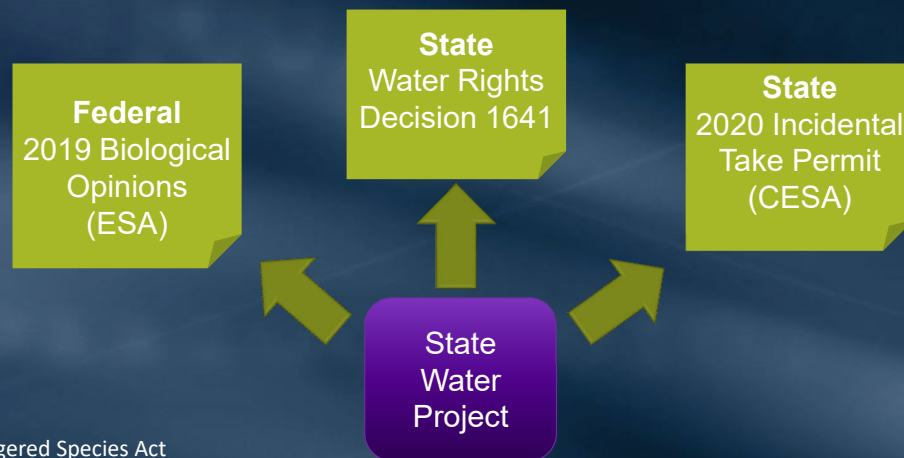 Federal
2019 Biological
Opinions
(ESA)
State
Water Rights
Decision 1641
State
2020 Incidental
Take Permit
(CESA)
State
Water
Project
Species Act